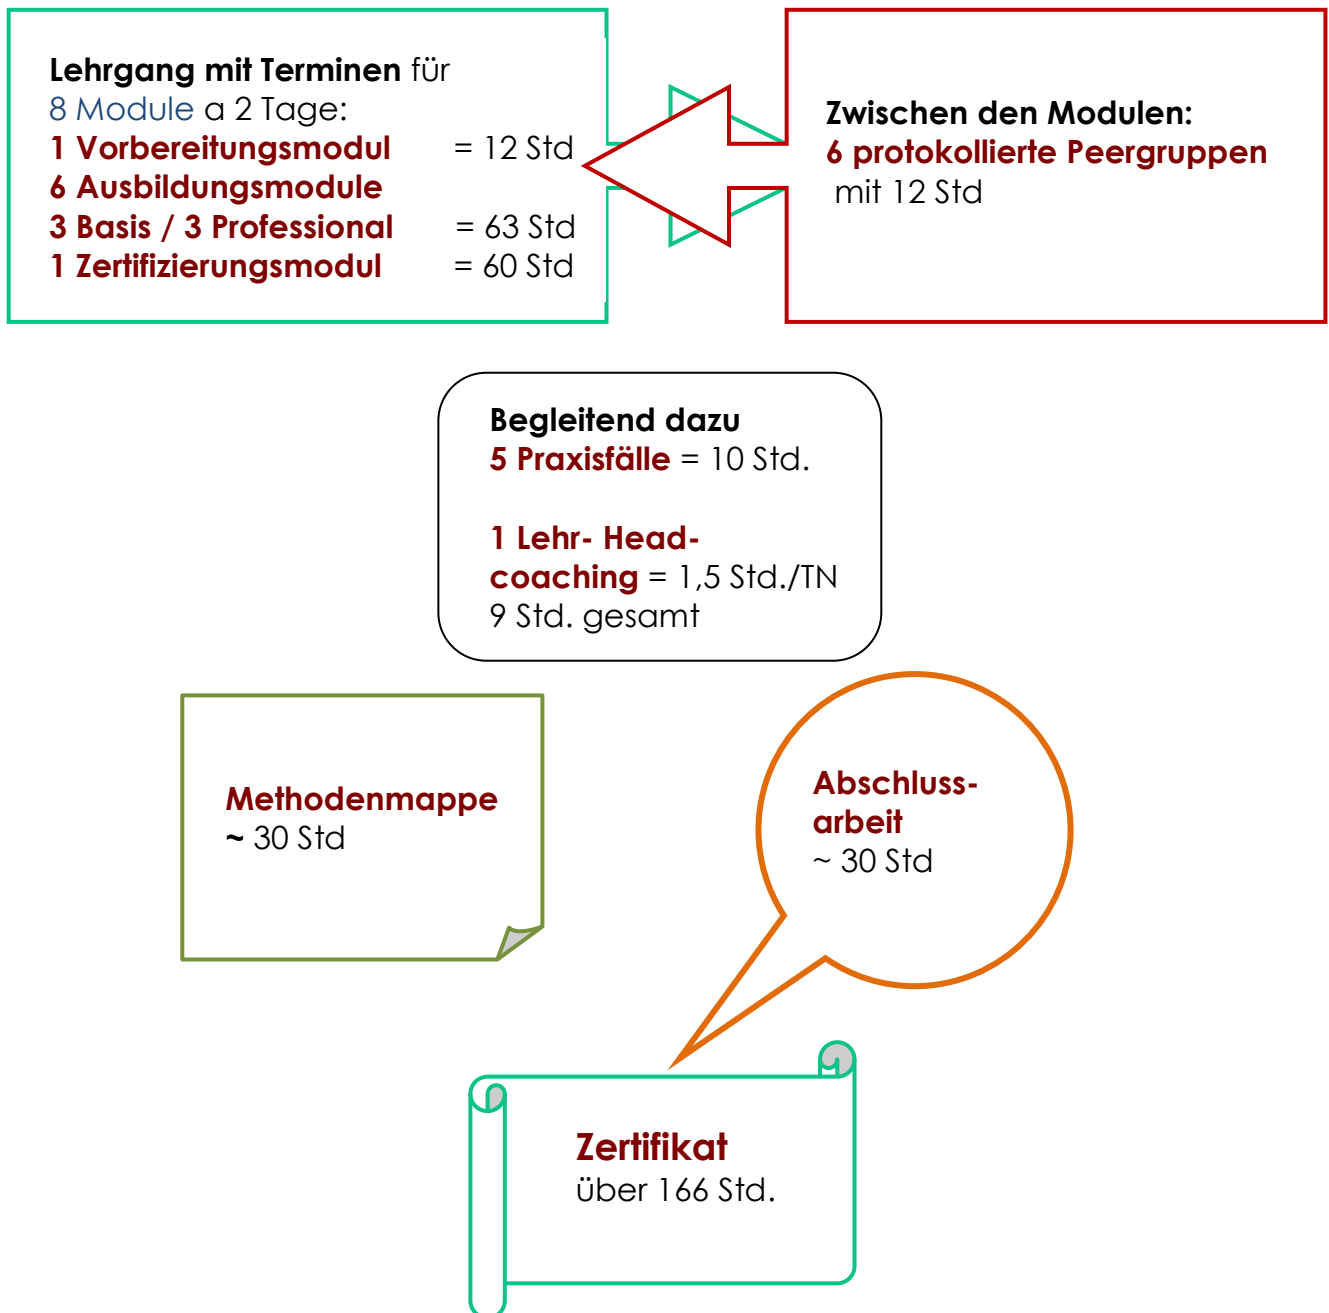 Lehrgang mit Terminen für
8 Module a 2 Tage:
1 Vorbereitungsmodul = 12 Std
6 Ausbildungsmodule
3 Basis / 3 Professional = 63 Std
1 Zertifizierungsmodul = 60 Std
Zwischen den Modulen:
6 protokollierte Peergruppen
mit 12 Std
Begleitend dazu
5 Praxisfälle = 10 Std.
1 Lehr- Head-
coaching = 1,5 Std./TN
9 Std. gesamt
Methodenmappe
~ 30 Std
Abschluss-
arbeit
~ 30 Std
Zertifikat
über 166 Std.